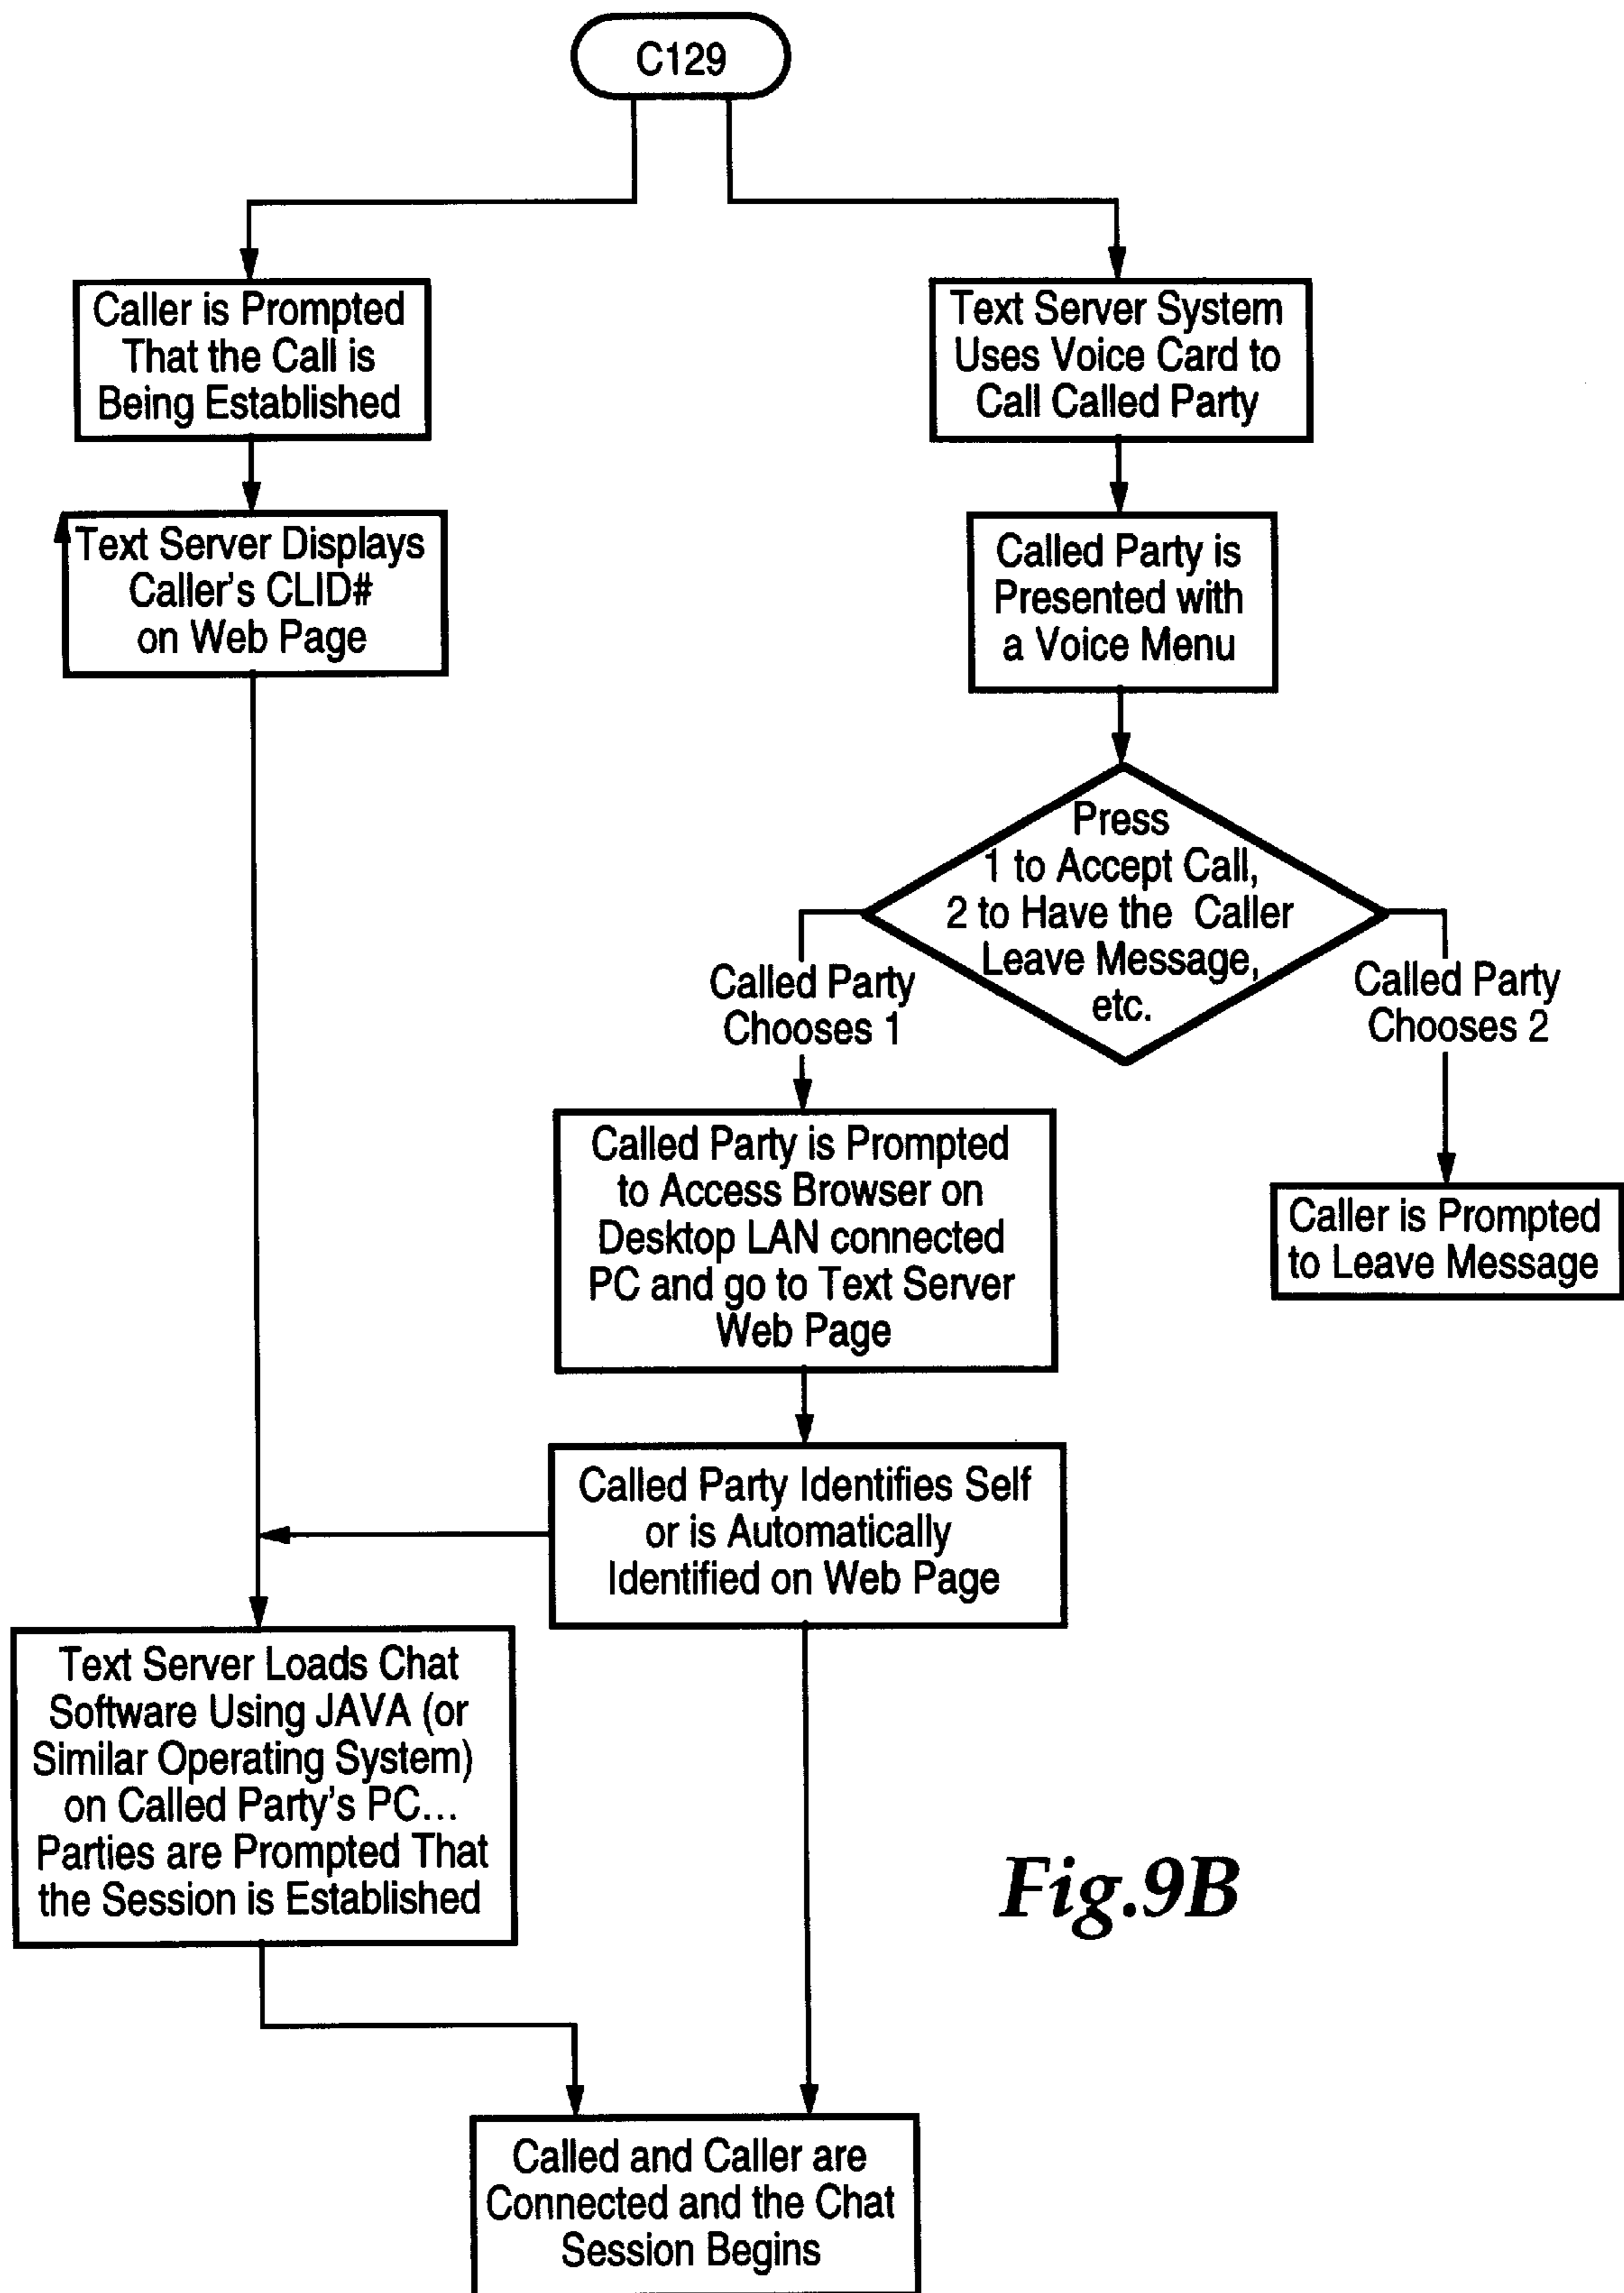 C129
Caller is Prompted
That the Call is
Being Established
Text Server System
Uses Voice Card to
Call Called Party
Text Server Displays
Caller's CLID#
on Web Page
Called Party is
Presented with
a Voice Menu
Press
1 to Accept Call,
2 to Have the Caller
Leave Message,
etc.
Called Party
Chooses 1
Called Party
Chooses 2
Called Party is Prompted
to Access Browser on
Desktop LAN connected
PC and go to Text Server
Web Page
Caller is Prompted
to Leave Message
Called Party Identifies Self
or is Automatically
Identified on Web Page
Text Server Loads Chat
Software Using JAVA (or
Similar Operating System)
on Called Party's PC...
Parties are Prompted That
the Session is Established
Fig.9B
Called and Caller are
Connected and the Chat
Session Begins